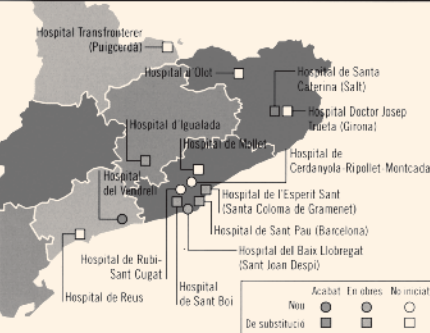 Hospital Transfronterer
(Puigcerdà)
Hospital d'Olot
Hospital de Santa
Caterina (Salt)
Hospital Doctor Josep
Trueta (Girona)
Hospital d'Igualada
Hospital de Mollet
Hospital de
Cerdanyola-Ripollet-Montcada
Hospital
del Vendrell
Hospital de l'Esperit Sant
(Santa Coloma de Gramenet)
Hospital de Sant Pau (Barcelona)
Hospital del Baix Llobregat
(Sant Joan Despí)
Hospital de Rubí-
Sant Cugat
Hospital
de Sant Boi
Hospital de Reus
Acabat En obres No iniciat
Nou
De substitució